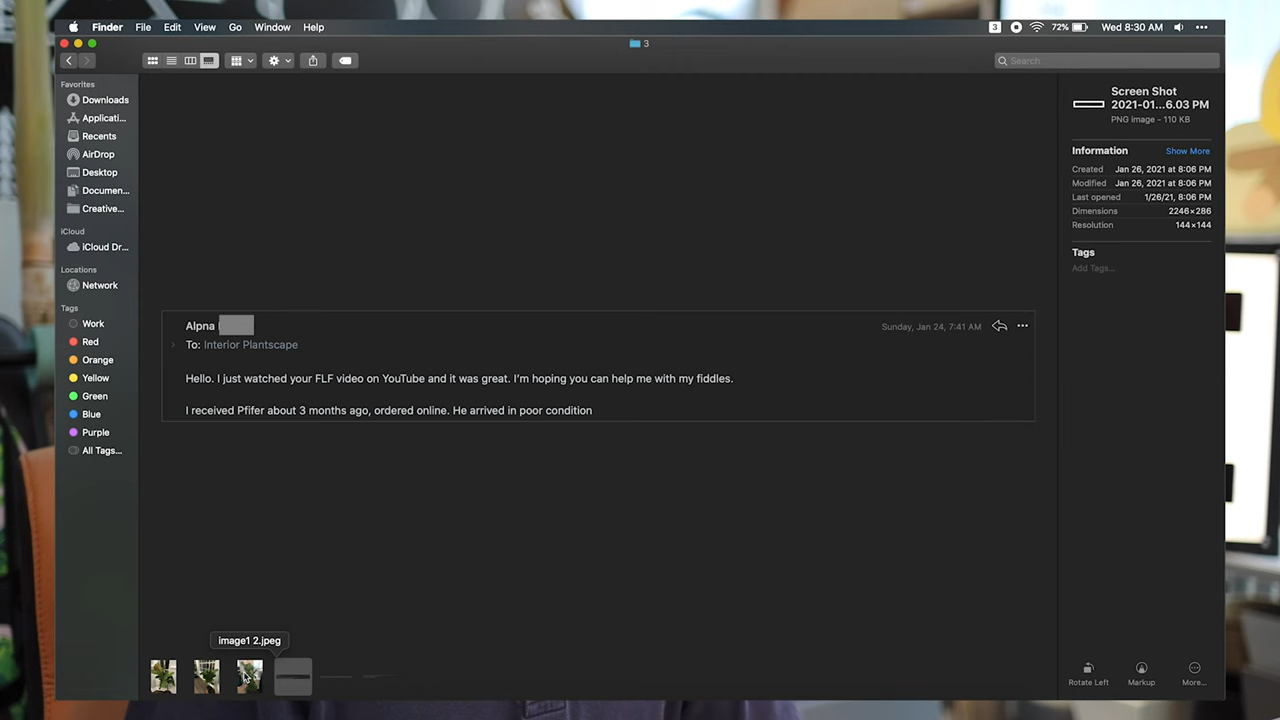 Finder File Edit View Go Window Help 3 72% Wed 8:30 AM
3
Search
Favorites
Downloads
Applicati...
Recents
AirDrop
Desktop
Documen...
Creative...
iCloud
iCloud Dr...
Locations
Network
Tags
Work
Red
Orange
Yellow
Green
Blue
Purple
All Tags...
Alpna
Sunday, Jan 24, 7:41 AM
To: Interior Plantscape
Hello. I just watched your FLF video on YouTube and it was great. I'm hoping you can help me with my fiddles.
I received Pfifer about 3 months ago, ordered online. He arrived in poor condition
image1 2.jpeg
Screen Shot
2021-01...6.03 PM
PNG image - 110 KB
Information Show More
Created Jan 26, 2021 at 8:06 PM
Modified Jan 26, 2021 at 8:06 PM
Last opened 1/26/21, 8:06 PM
Dimensions 2246×286
Resolution 144×144
Tags
Add Tags...
Rotate Left Markup More...